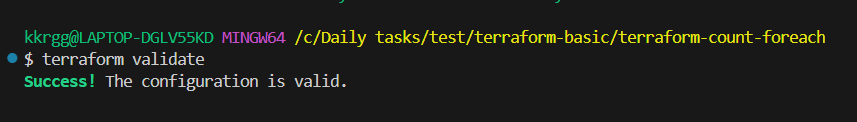 kkrgg@LAPTOP-DGLV55KD MINGW64 /c/Daily tasks/test/terraform-basic/terraform-count-foreach
$ terraform validate
Success! The configuration is valid.